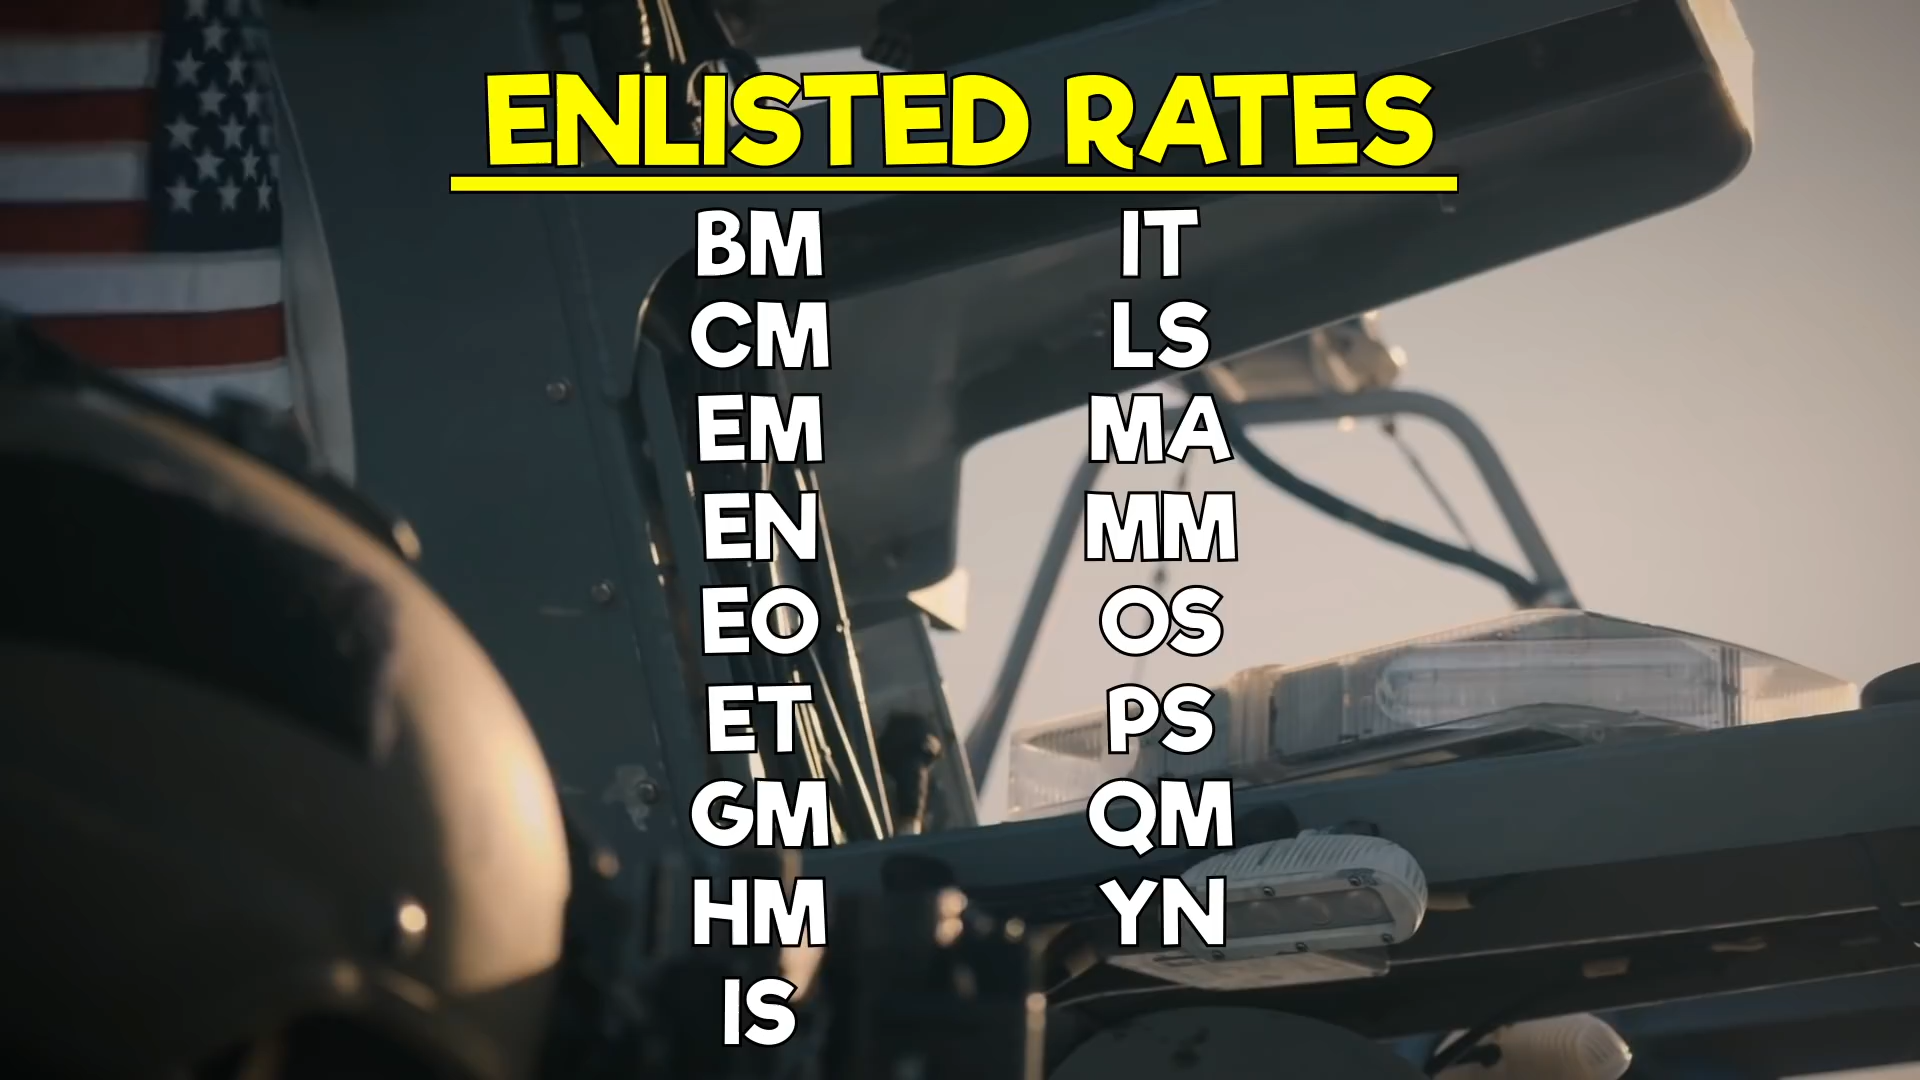 ENLISTED RATES
BM
CM
EM
EN
EO
ET
GM
HM
IS
IT
LS
MA
MM
OS
PS
QM
YN